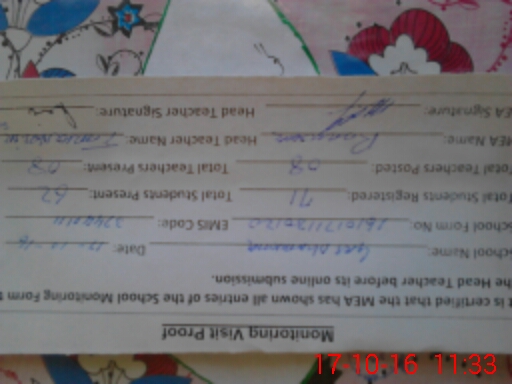 Monitoring Visit Proof
It is certified that the MEA has shown all entries of the School Monitoring Form t
the Head Teacher before its online submission.
School Name: Date: 17-10-16
School Form No: EMIS Code:
Total Students Registered: 71 Total Students Present: 62
Total Teachers Posted: 08 Total Teachers Present: 08
MEA Name: Head Teacher Name:
MEA Signature: Head Teacher Signature:
17-10-16 11:33